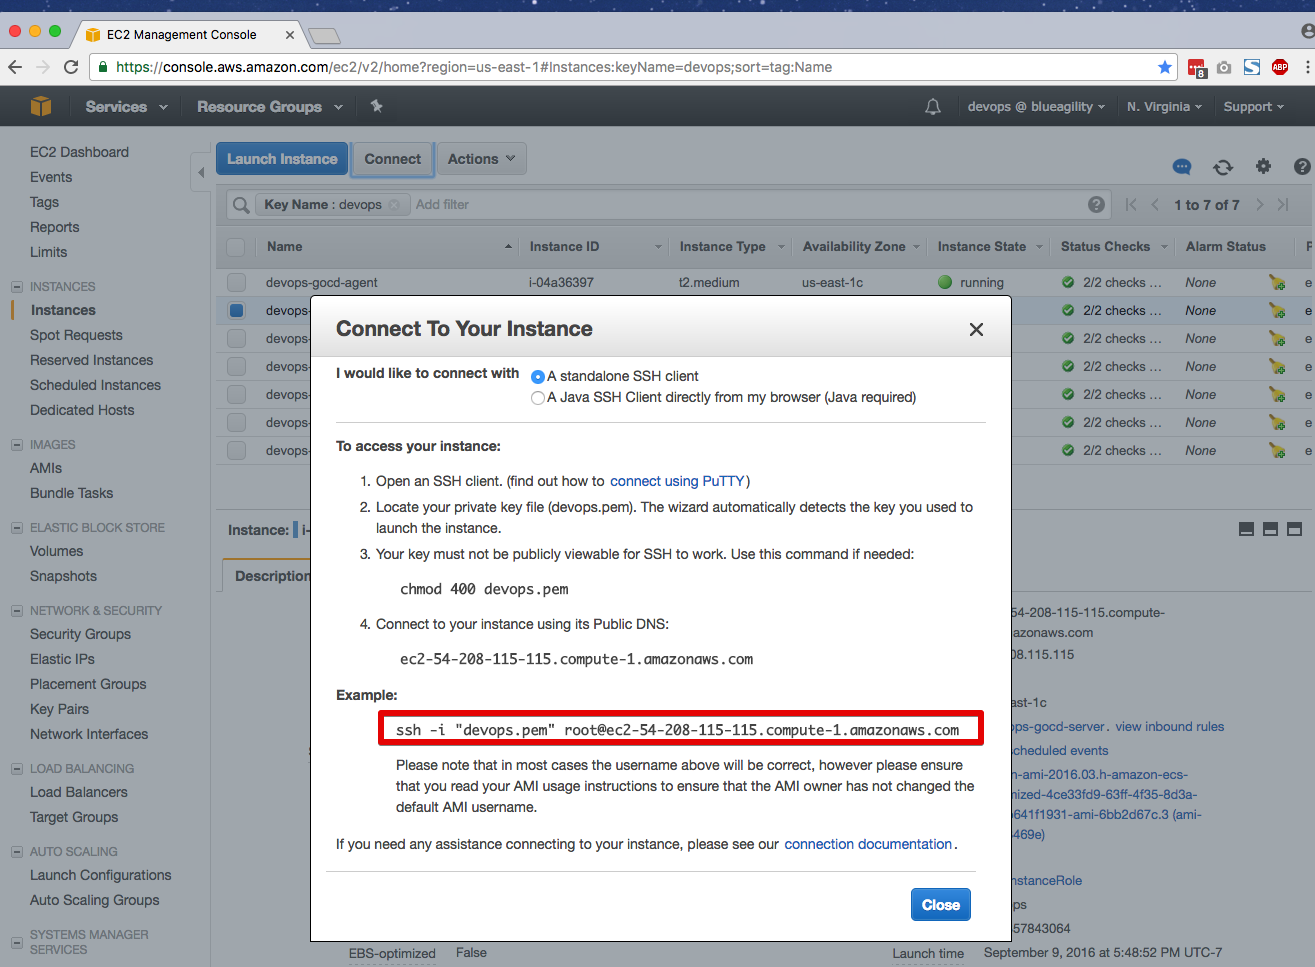 EC2 Management Console
https://console.aws.amazon.com/ec2/v2/home?region=us-east-1#Instances:keyName=devops;sort=tag:Name
8
ABP
Services
Resource Groups
devops @ blueagility
N. Virginia
Support
EC2 Dashboard
Events
Tags
Reports
Limits
INSTANCES
Instances
Spot Requests
Reserved Instances
Scheduled Instances
Dedicated Hosts
IMAGES
AMIs
Bundle Tasks
ELASTIC BLOCK STORE
Volumes
Snapshots
NETWORK & SECURITY
Security Groups
Elastic IPs
Placement Groups
Key Pairs
Network Interfaces
LOAD BALANCING
Load Balancers
Target Groups
AUTO SCALING
Launch Configurations
Auto Scaling Groups
SYSTEMS MANAGER
SERVICES
Launch Instance Connect Actions
Key Name : devops Add filter
1 to 7 of 7
Name Instance ID Instance Type Availability Zone Instance State Status Checks Alarm Status
devops-gocd-agent i-04a36397 t2.medium us-east-1c running 2/2 checks ... None e
devops- 2/2 checks ... None e
devops- 2/2 checks ... None e
devops- 2/2 checks ... None e
devops- 2/2 checks ... None e
devops- 2/2 checks ... None e
devops- 2/2 checks ... None e
Instance: i-
Description
Connect To Your Instance
I would like to connect with
A standalone SSH client
A Java SSH Client directly from my browser (Java required)
To access your instance:
1. Open an SSH client. (find out how to connect using PuTTY)
2. Locate your private key file (devops.pem). The wizard automatically detects the key you used to
launch the instance.
3. Your key must not be publicly viewable for SSH to work. Use this command if needed:
chmod 400 devops.pem
4. Connect to your instance using its Public DNS:
ec2-54-208-115-115.compute-1.amazonaws.com
Example:
ssh -i "devops.pem" root@ec2-54-208-115-115.compute-1.amazonaws.com
Please note that in most cases the username above will be correct, however please ensure
that you read your AMI usage instructions to ensure that the AMI owner has not changed the
default AMI username.
If you need any assistance connecting to your instance, please see our connection documentation.
Close
54-208-115-115.compute-
azonaws.com
08.115.115
ast-1c
ops-gocd-server. view inbound rules
cheduled events
n-ami-2016.03.h-amazon-ecs-
mized-4ce33fd9-63ff-4f35-8d3a-
641f1931-ami-6bb2d67c.3 (ami-
469e)
nstanceRole
ops
57843064
EBS-optimized False
Launch time September 9, 2016 at 5:48:52 PM UTC-7